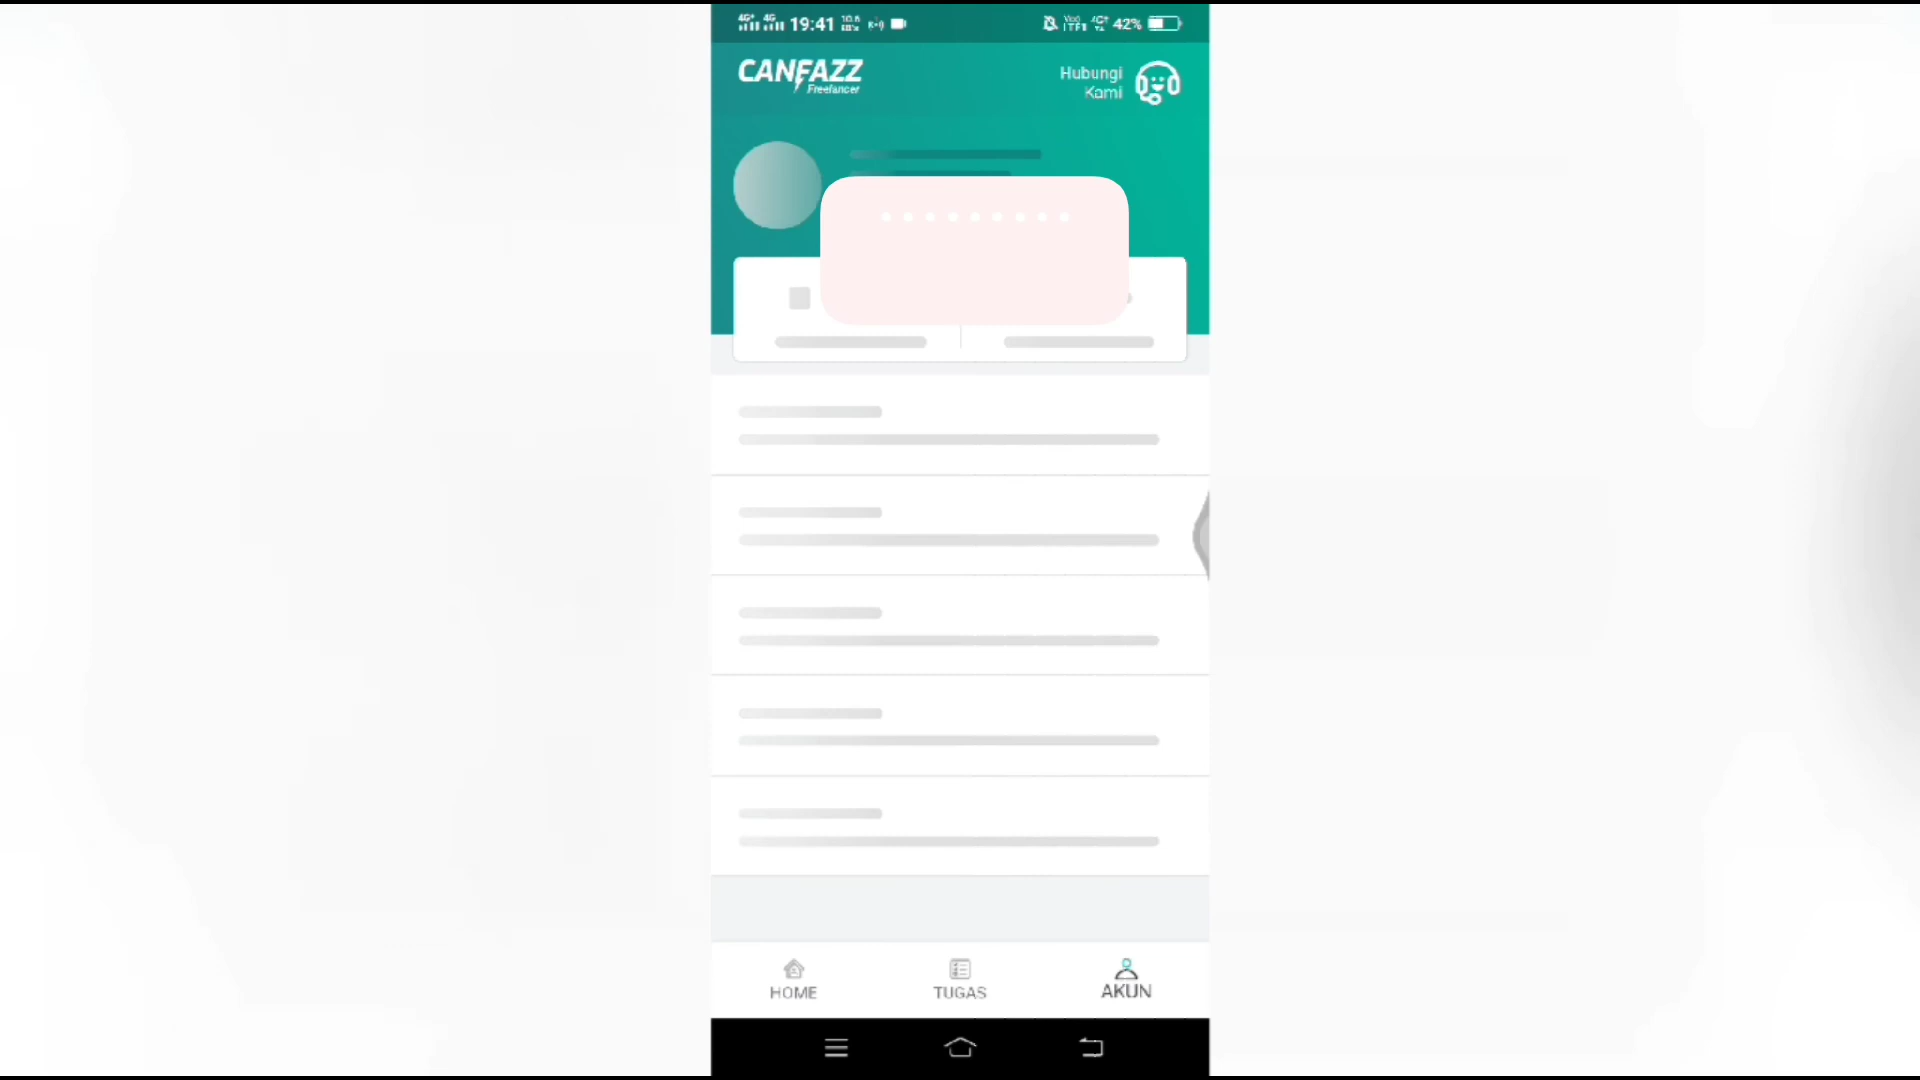 19:41
42%
CANFAZZ
Freelancer
Hubungi
Kami
HOME
TUGAS
AKUN